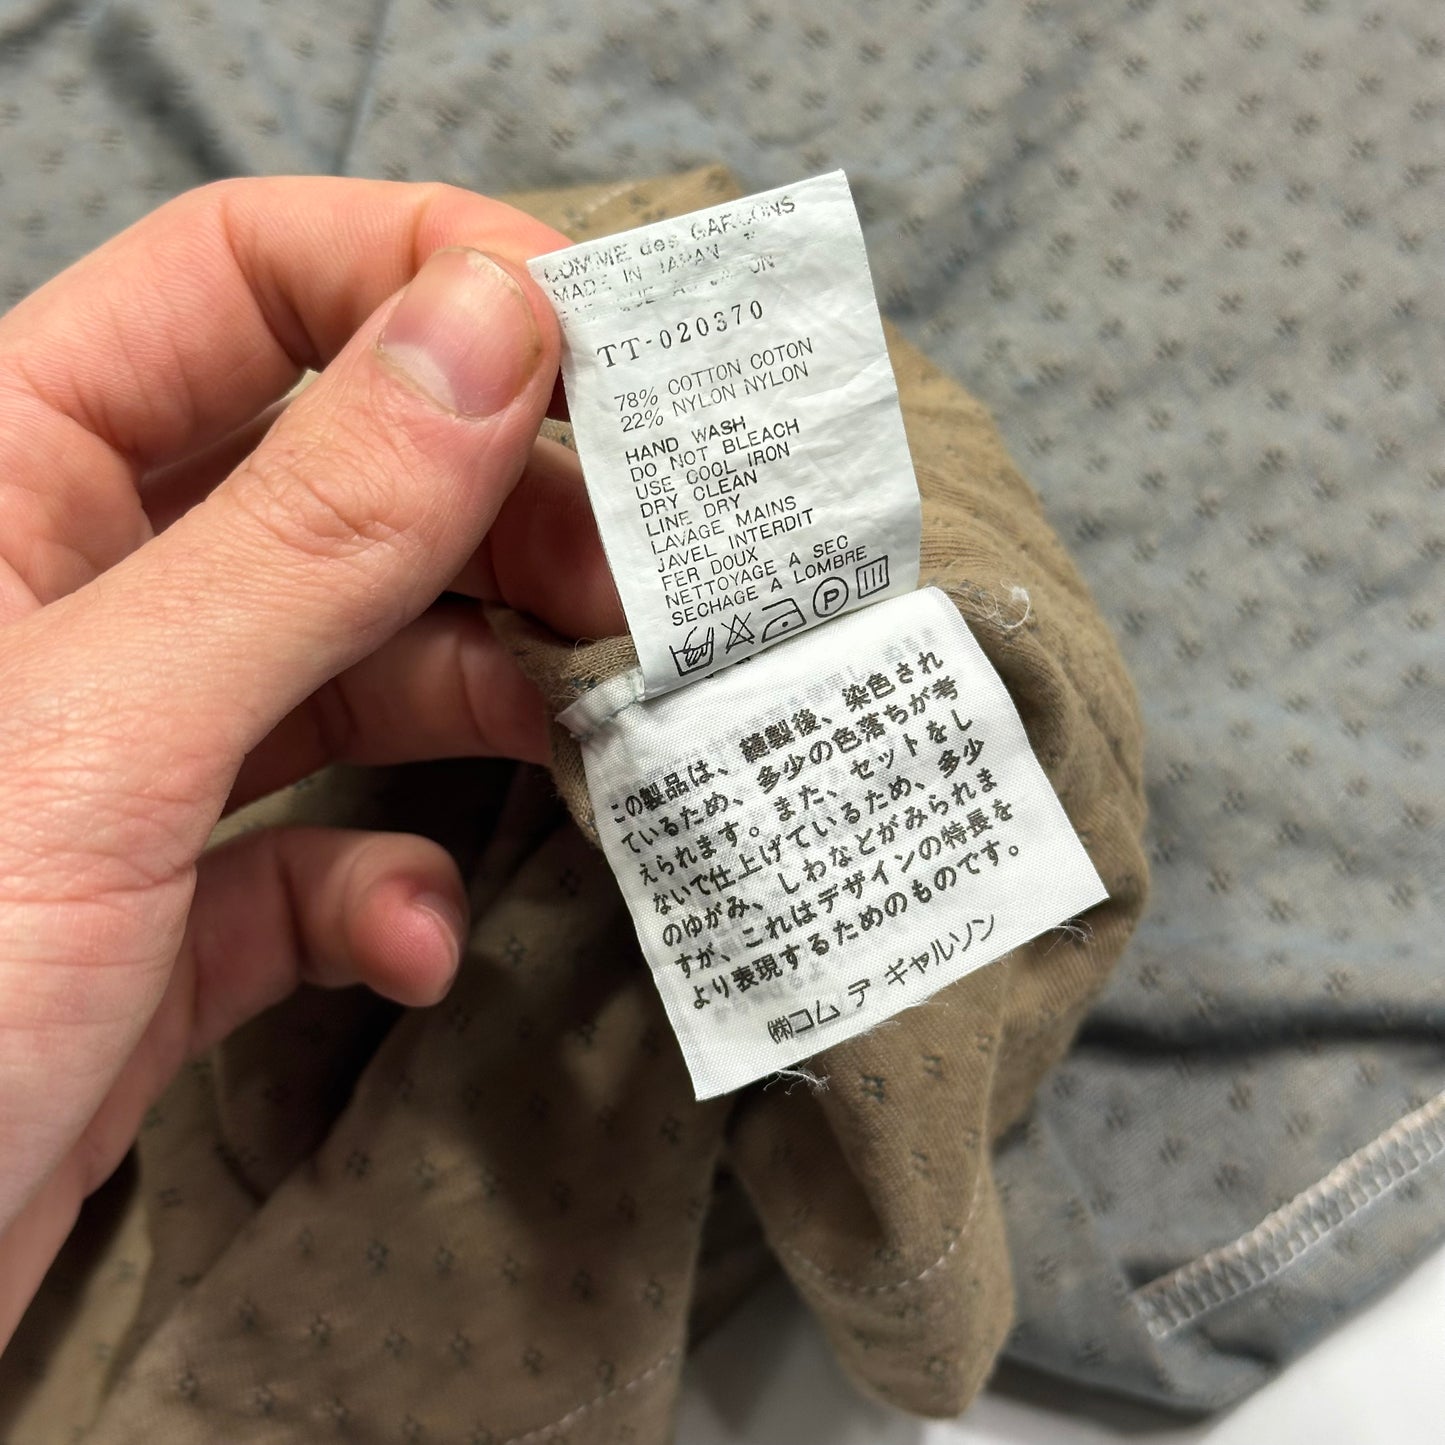 COMME des GARCONS
MADE IN JAPAN
TT-020370
78% COTTON COTON
22% NYLON NYLON
HAND WASH
DO NOT BLEACH
USE COOL IRON
DRY CLEAN
LINE DRY
LAVAGE MAINS
JAVEL INTERDIT
FER DOUX
NETTOYAGE A SEC
SECHAGE A LOMBRE
P
この製品は、縫製後、染色され
ているため、多少の色落ちが考
えられます。また、セットをし
ないで仕上げているため、多少
のゆがみ、しわなどがみられま
すが、これはデザインの特長を
より表現するためのものです。
㈱コム デ ギャルソン